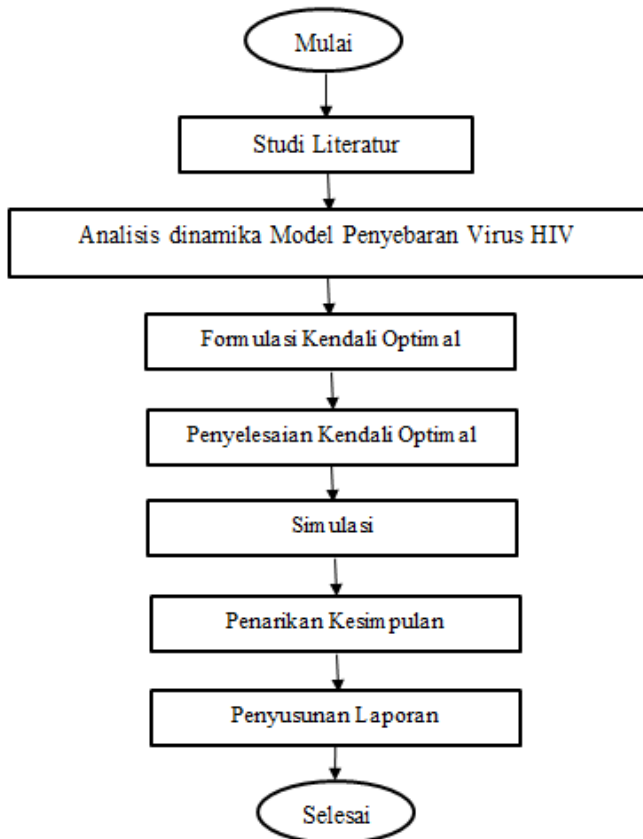 Mulai
Studi Literatur
Analisis dinamika Model Penyebaran Virus HIV
Formulasi Kendali Optimal
Penyelesaian Kendali Optimal
Simulasi
Penarikan Kesimpulan
Penyusunan Laporan
Selesai